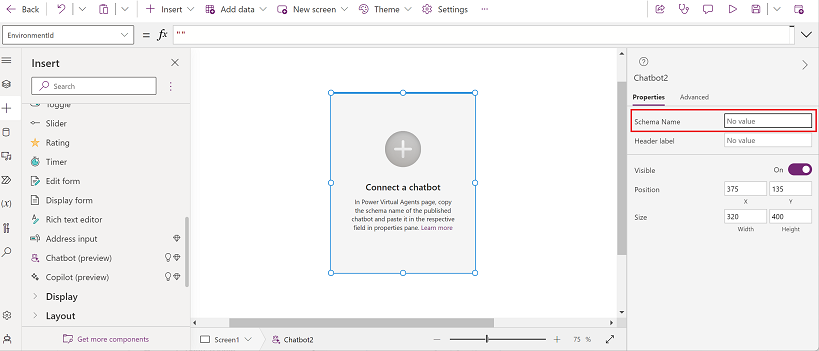 Back
Insert
Add data
New screen
Theme
Settings
EnvironmentId
=
fx
""
Insert
Search
Toggle
Slider
Rating
Timer
Edit form
Display form
Rich text editor
Address input
Chatbot (preview)
Copilot (preview)
Display
Layout
Get more components
Connect a chatbot
In Power Virtual Agents page, copy
the schema name of the published
chatbot and paste it in the respective
field in properties pane. Learn more
Screen1
Chatbot2
75 %
Chatbot2
Properties
Advanced
Schema Name
No value
Header label
No value
Visible
On
Position
375
135
X
Y
Size
320
400
Width
Height